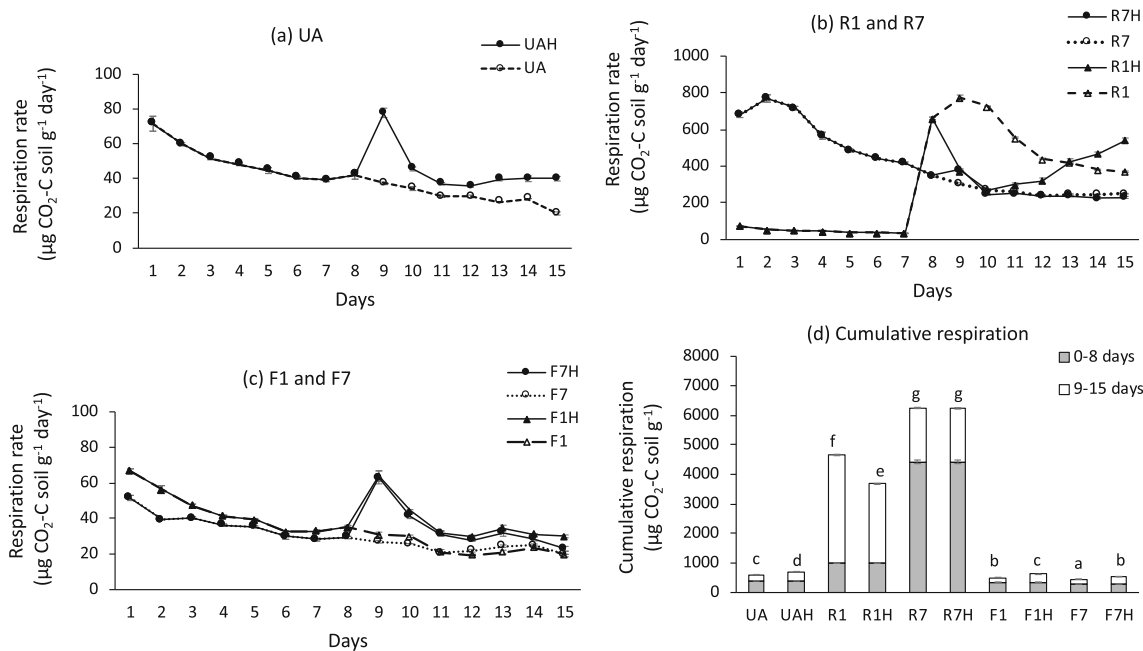 (a) UA
UAH
UA
Respiration rate
(µg CO₂-C soil g⁻¹ day⁻¹)
100
80
60
40
20
0
1 2 3 4 5 6 7 8 9 10 11 12 13 14 15
Days
(b) R1 and R7
R7H
R7
R1H
R1
Respiration rate
(µg CO₂-C soil g⁻¹ day⁻¹)
1000
800
600
400
200
0
1 2 3 4 5 6 7 8 9 10 11 12 13 14 15
Days
(c) F1 and F7
F7H
F7
F1H
F1
Respiration rate
(µg CO₂-C soil g⁻¹ day⁻¹)
100
80
60
40
20
0
1 2 3 4 5 6 7 8 9 10 11 12 13 14 15
Days
(d) Cumulative respiration
0-8 days
9-15 days
Cumulative respiration
(µg CO₂-C soil g⁻¹)
8000
7000
6000
5000
4000
3000
2000
1000
0
c d f e g g b c a b
UA UAH R1 R1H R7 R7H F1 F1H F7 F7H